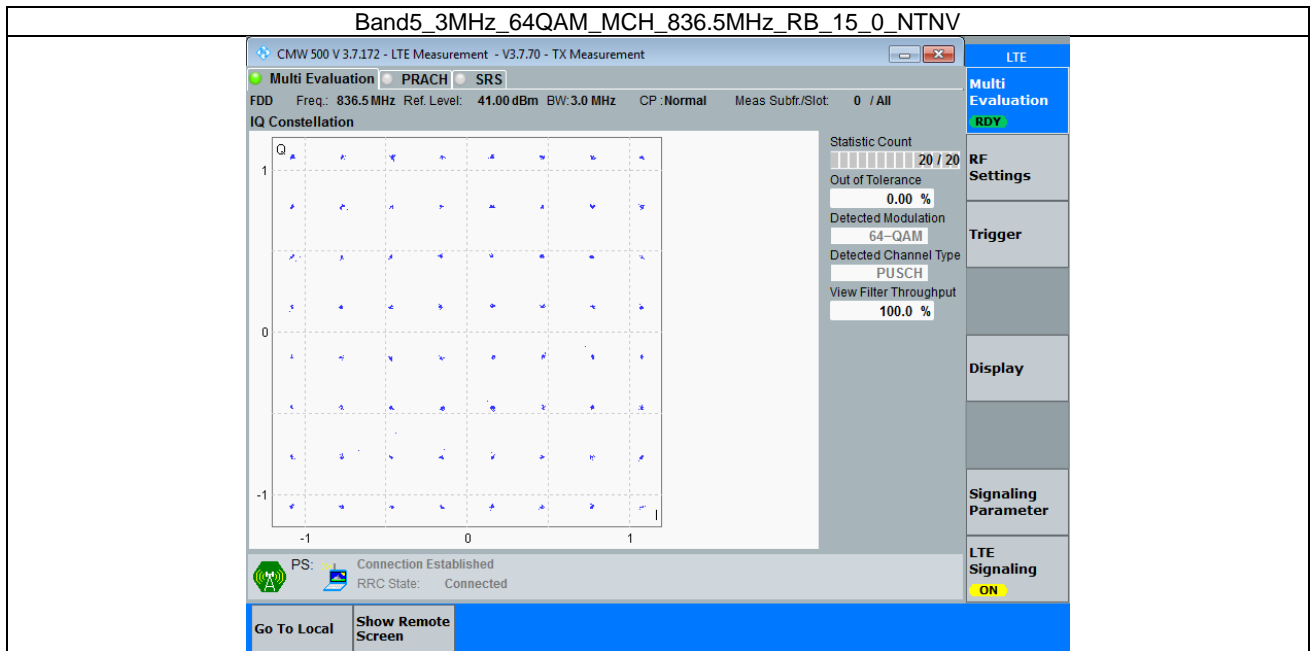 Band5_3MHz_64QAM_MCH_836.5MHz_RB_15_0_NTNV
CMW 500 V 3.7.172 - LTE Measurement - V3.7.70 - TX Measurement
LTE
Multi Evaluation PRACH SRS
Multi
Evaluation
RDY
FDD Freq.: 836.5 MHz Ref. Level: 41.00 dBm BW: 3.0 MHz CP : Normal Meas Subfr./Slot: 0 / All
IQ Constellation
Q
1
0
-1
I
-1 0 1
Statistic Count
20 / 20
Out of Tolerance
0.00 %
Detected Modulation
64-QAM
Detected Channel Type
PUSCH
View Filter Throughput
100.0 %
RF
Settings
Trigger
Display
Signaling
Parameter
LTE
Signaling
ON
PS: Connection Established
RRC State: Connected
Go To Local
Show Remote
Screen